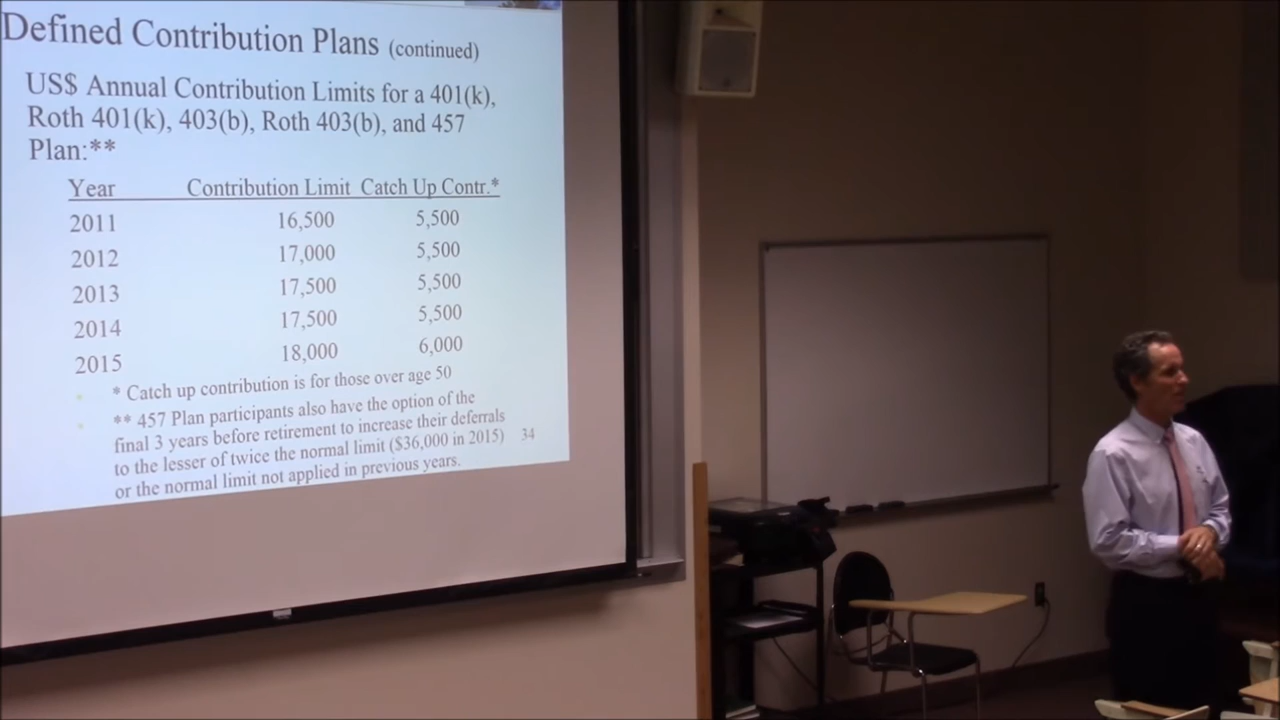 Defined Contribution Plans (continued)
US$ Annual Contribution Limits for a 401(k),
Roth 401(k), 403(b), Roth 403(b), and 457
Plan:**
Year Contribution Limit Catch Up Contr.*
2011 16,500 5,500
2012 17,000 5,500
2013 17,500 5,500
2014 17,500 5,500
2015 18,000 6,000
* Catch up contribution is for those over age 50
** 457 Plan participants also have the option of the
final 3 years before retirement to increase their deferrals
to the lesser of twice the normal limit ($36,000 in 2015)
or the normal limit not applied in previous years.
34